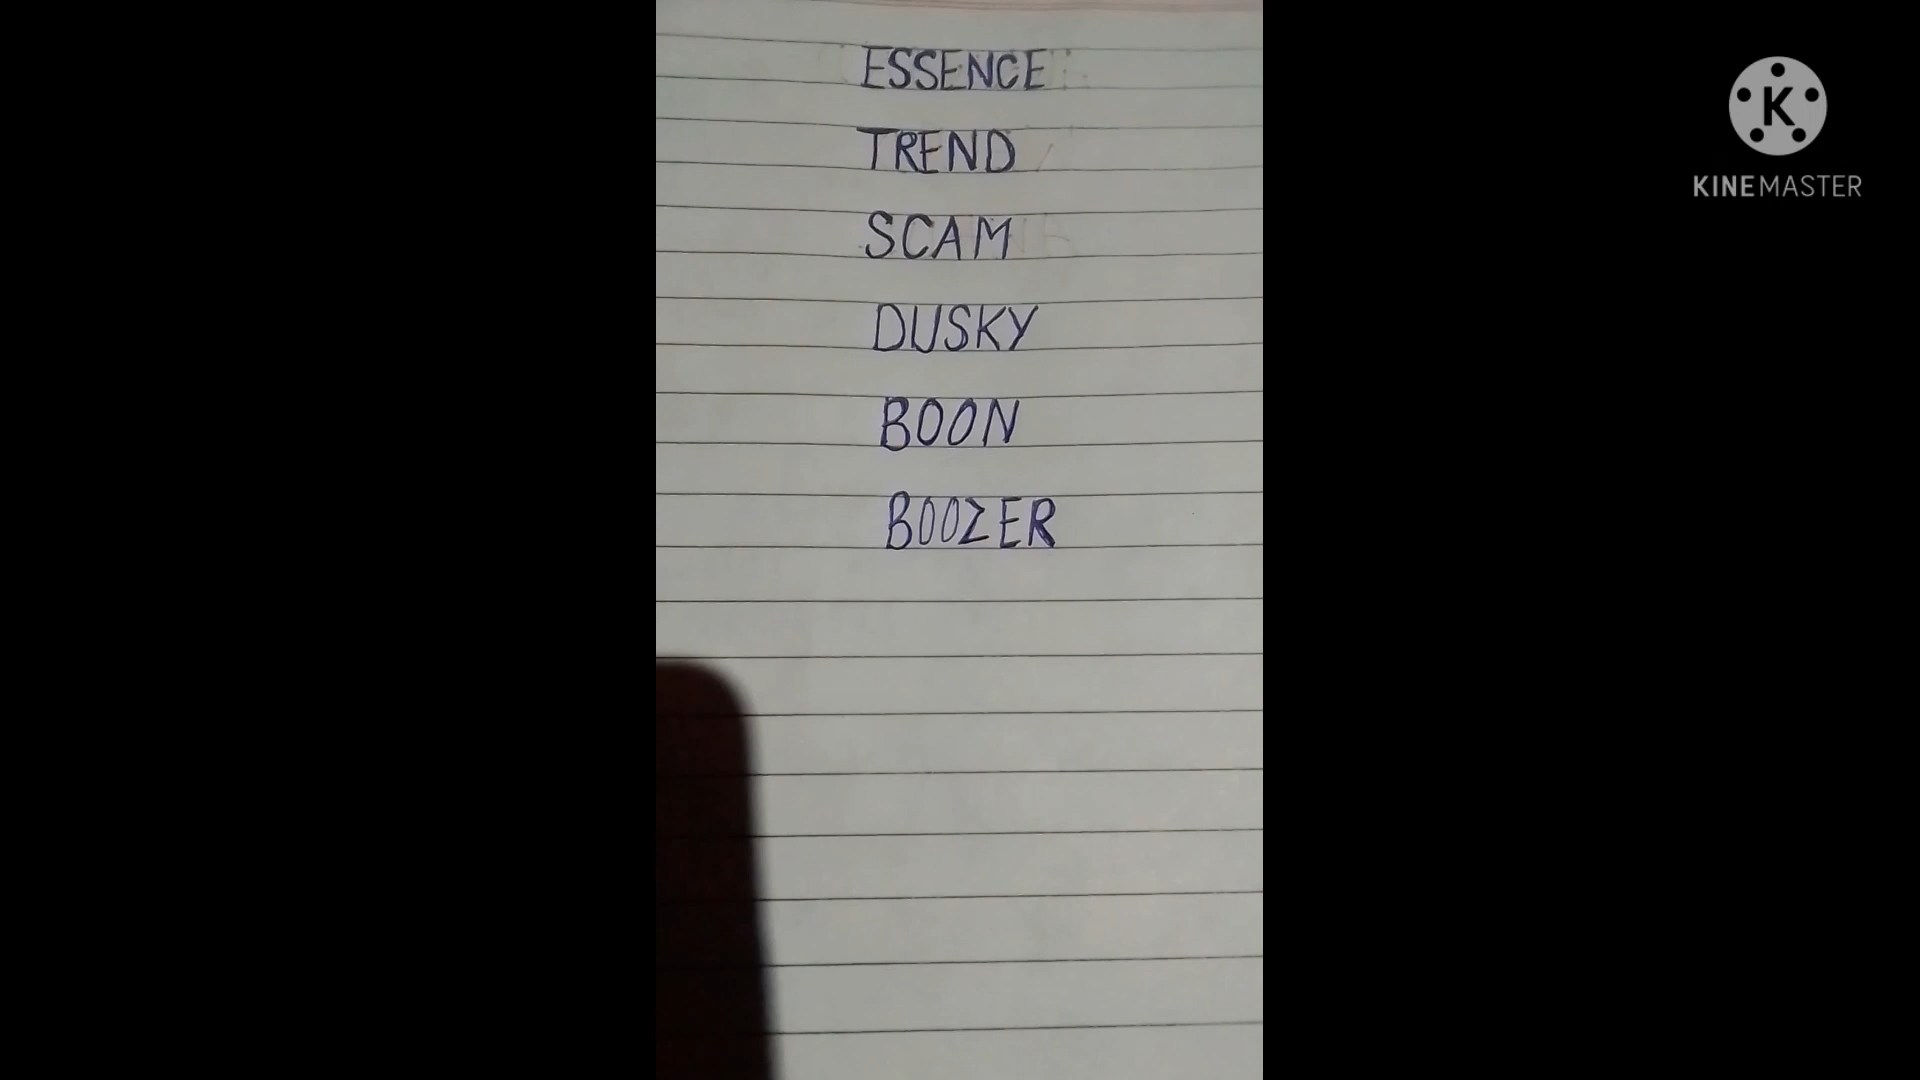 ESSENCE
TREND
SCAM
DUSKY
BOON
BOOZER
K
KINEMASTER